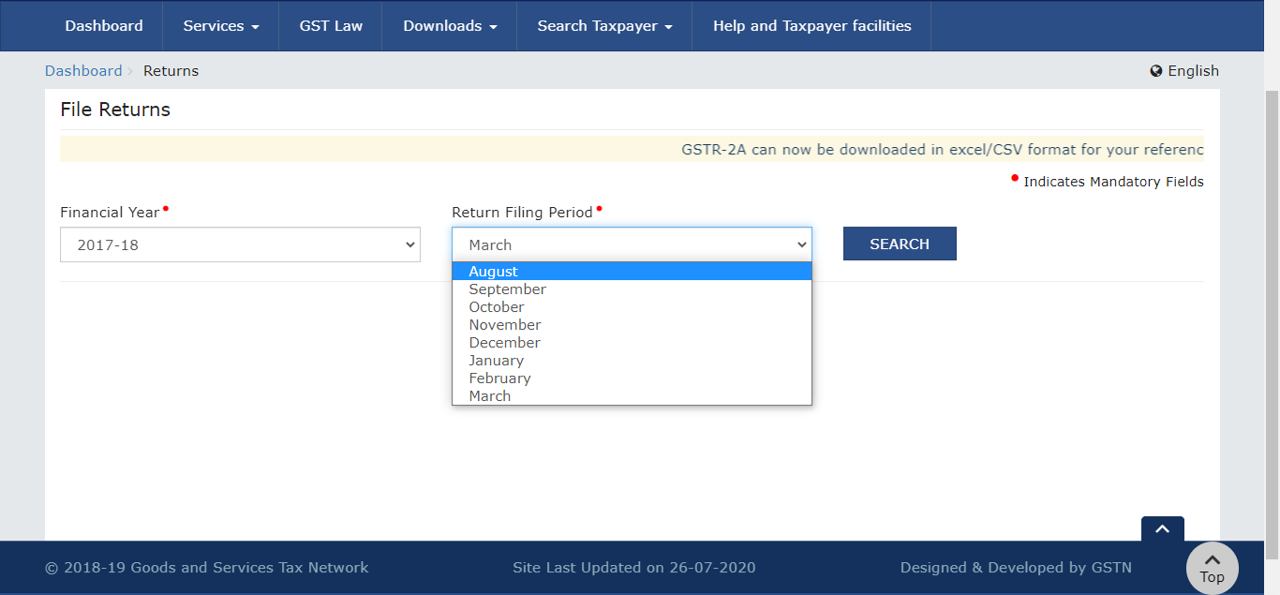 Dashboard Services GST Law Downloads Search Taxpayer Help and Taxpayer facilities
Dashboard Returns English
File Returns
GSTR-2A can now be downloaded in excel/CSV format for your referenc
• Indicates Mandatory Fields
Financial Year • Return Filing Period •
2017-18 March SEARCH
August
September
October
November
December
January
February
March
© 2018-19 Goods and Services Tax Network Site Last Updated on 26-07-2020 Designed & Developed by GSTN
Top